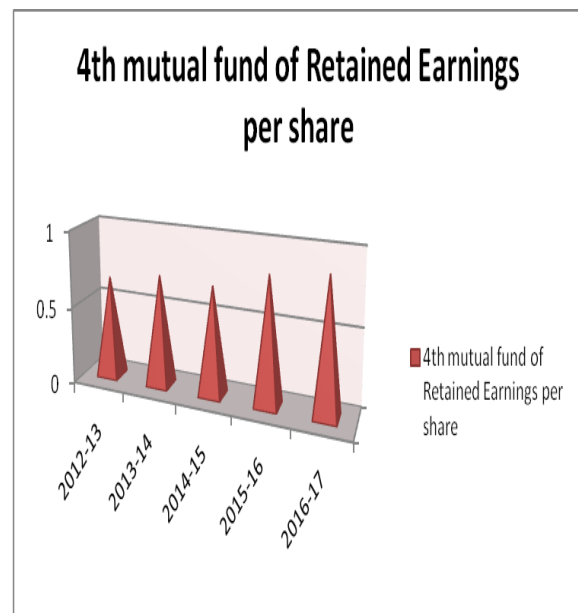 4th mutual fund of Retained Earnings
per share
1
0.5
0
2012-13
2013-14
2014-15
2015-16
2016-17
4th mutual fund of
Retained Earnings per
share